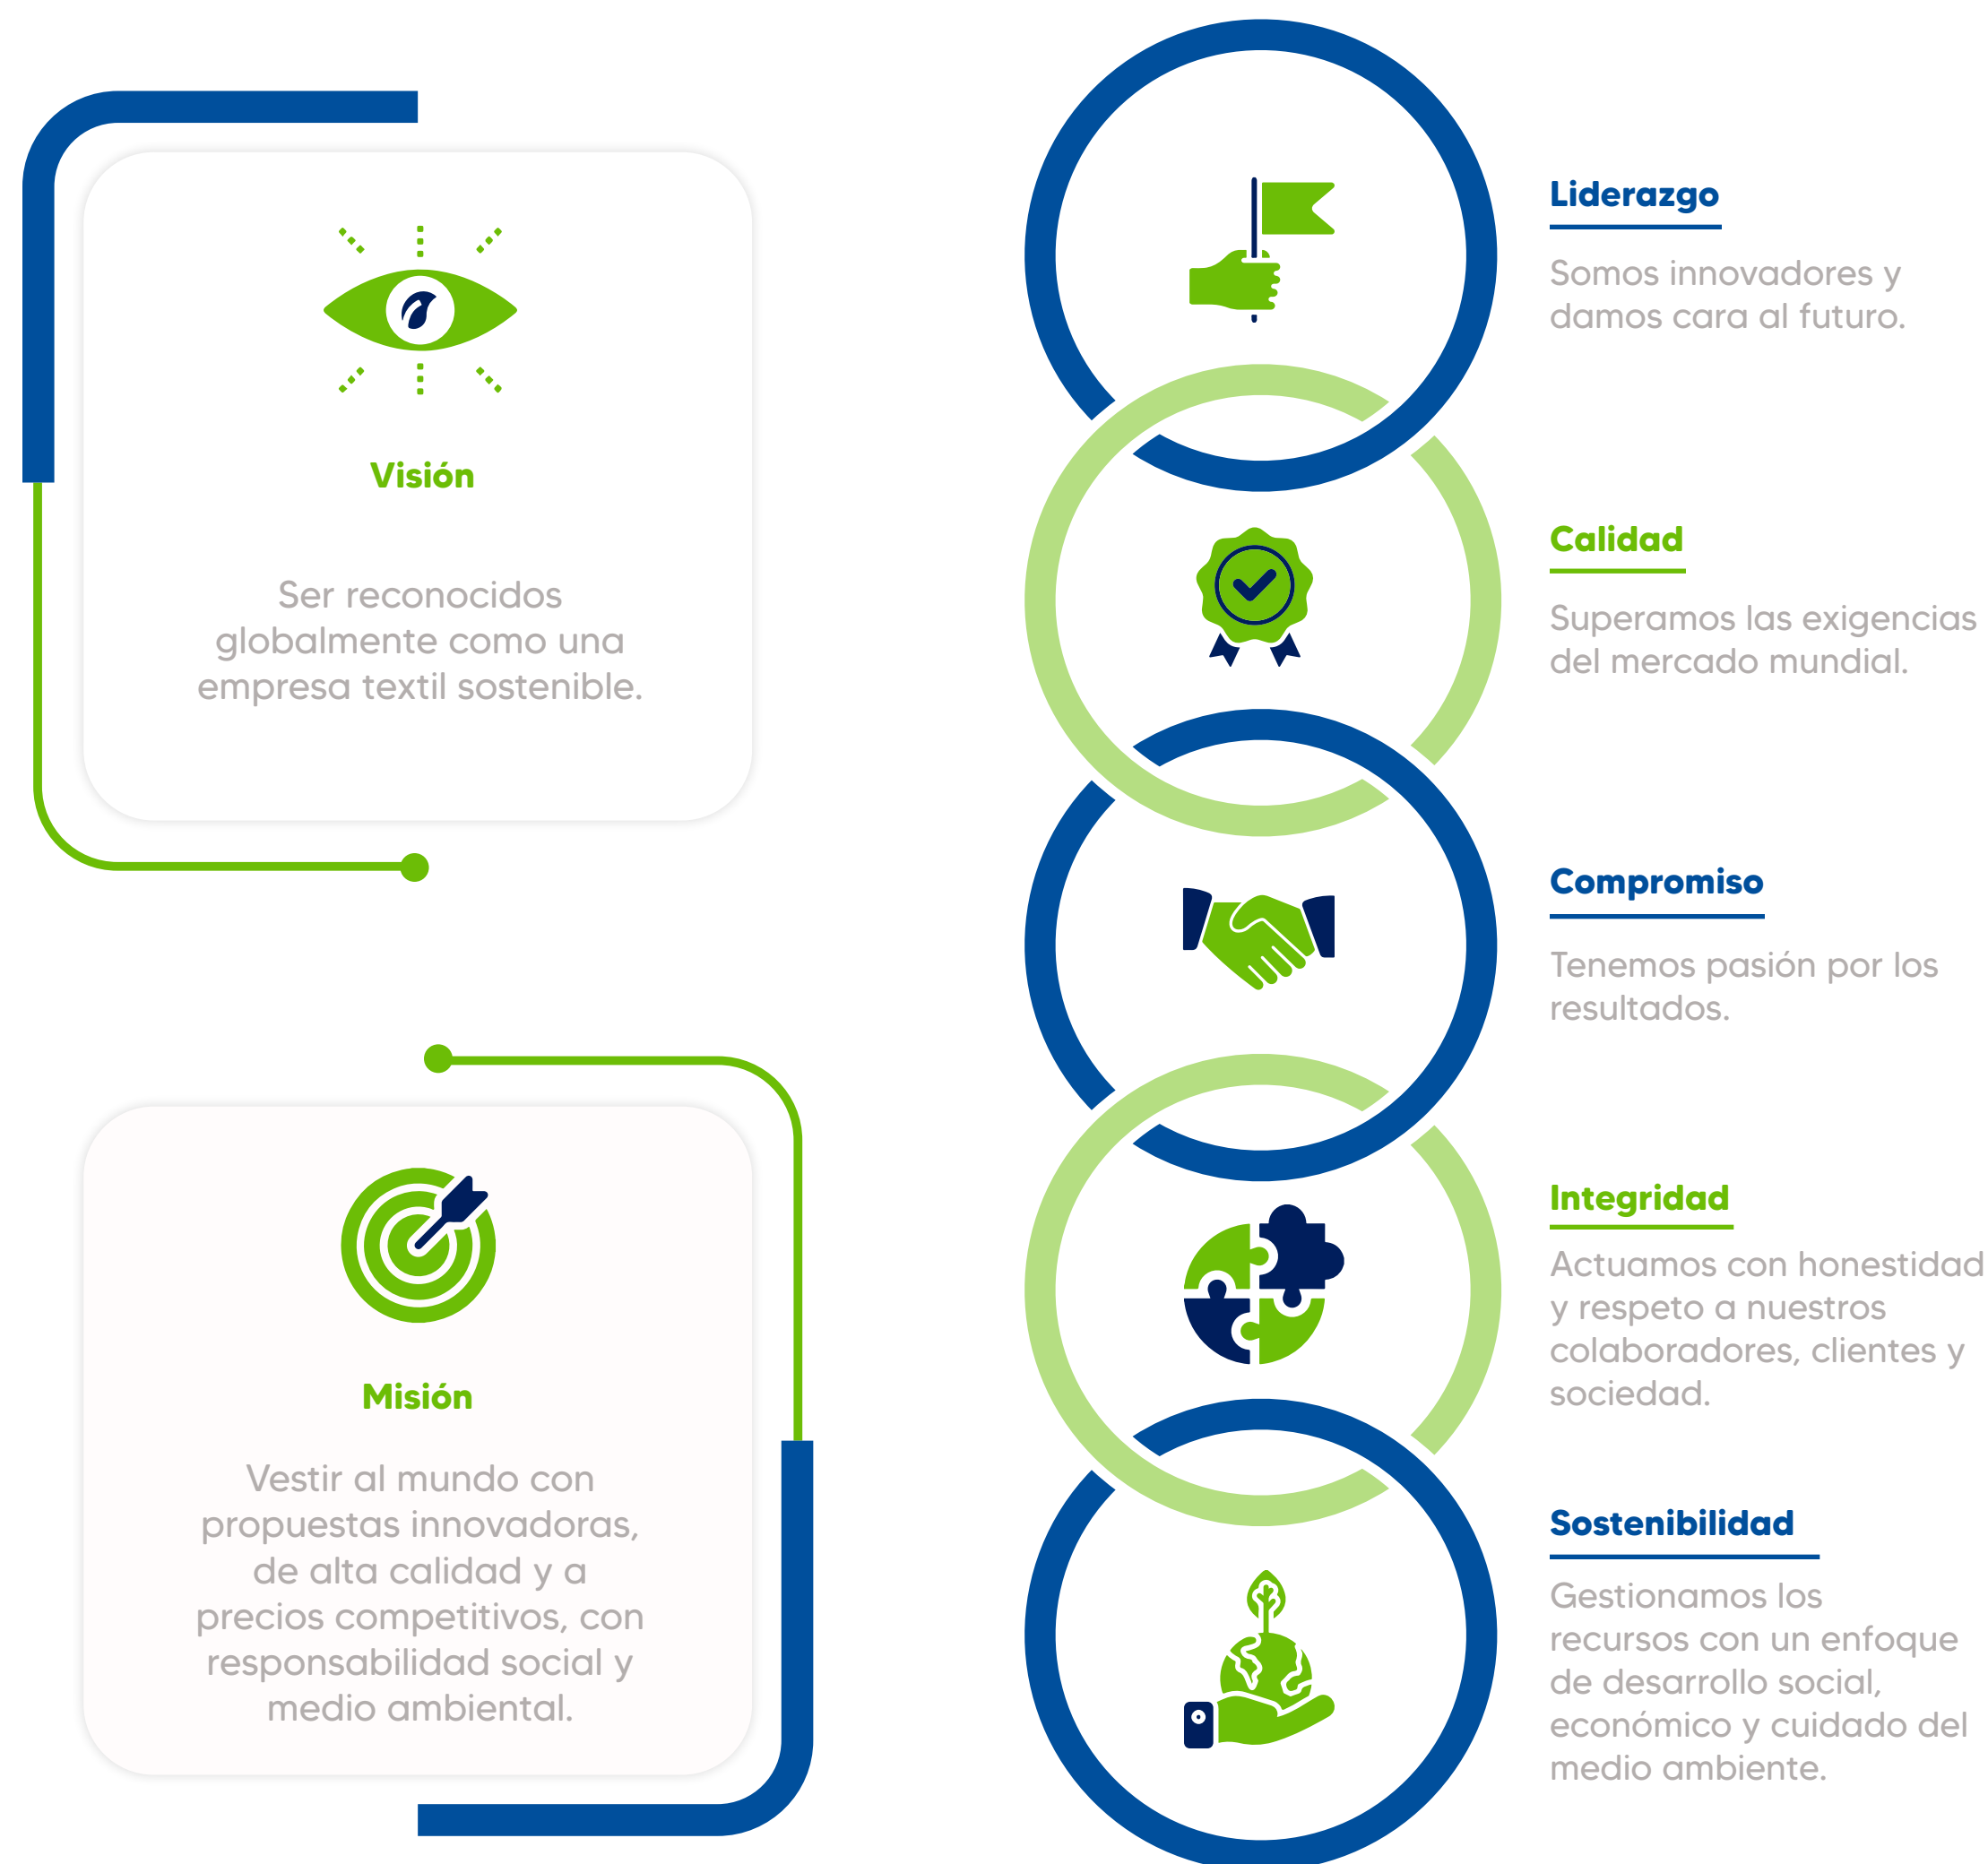 Visión
Ser reconocidos
globalmente como una
empresa textil sostenible.
Misión
Vestir al mundo con
propuestas innovadoras,
de alta calidad y a
precios competitivos, con
responsabilidad social y
medio ambiental.
Liderazgo
Somos innovadores y
damos cara al futuro.
Calidad
Superamos las exigencias
del mercado mundial.
Compromiso
Tenemos pasión por los
resultados.
Integridad
Actuamos con honestidad
y respeto a nuestros
colaboradores, clientes y
sociedad.
Sostenibilidad
Gestionamos los
recursos con un enfoque
de desarrollo social,
económico y cuidado del
medio ambiente.